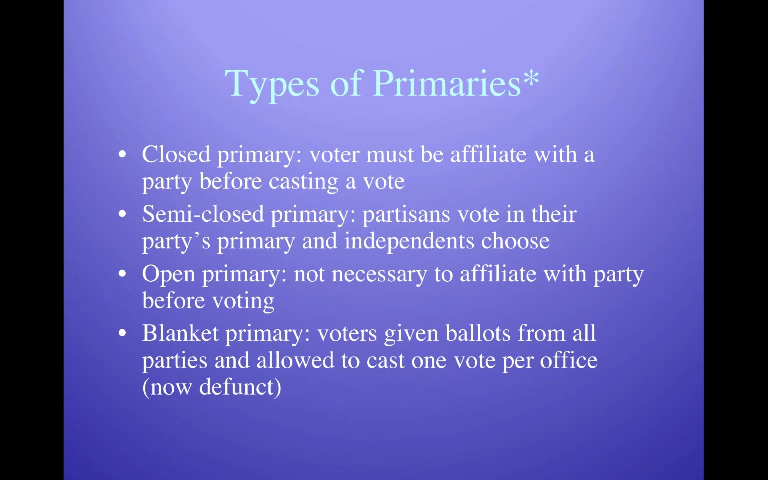 Types of Primaries*
• Closed primary: voter must be affiliate with a
party before casting a vote
• Semi-closed primary: partisans vote in their
party’s primary and independents choose
• Open primary: not necessary to affiliate with party
before voting
• Blanket primary: voters given ballots from all
parties and allowed to cast one vote per office
(now defunct)